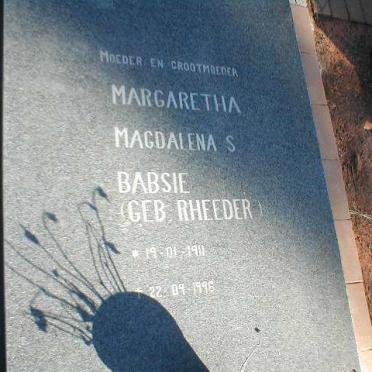 MOEDER EN GROOTMOEDER
MARGARETHA
MAGDALENA S
BABSIE
(GEB. RHEEDER)
* 19-01-1911
† 22-09-1996